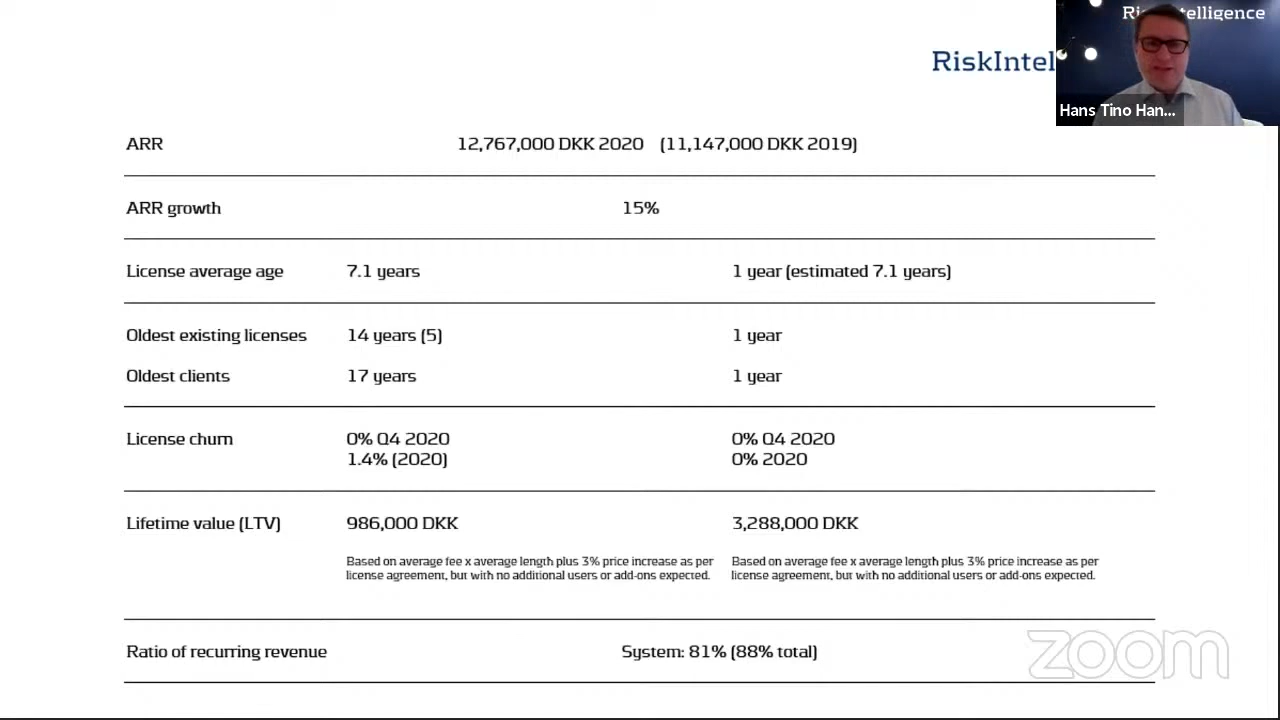 Risk telligence
RiskIntel
Hans Tino Han...
ARR 12,767,000 DKK 2020 (11,147,000 DKK 2019)
ARR growth 15%
License average age 7.1 years 1 year (estimated 7.1 years)
Oldest existing licenses 14 years (5) 1 year
Oldest clients 17 years 1 year
License churn 0% Q4 2020 0% Q4 2020
1.4% (2020) 0% 2020
Lifetime value (LTV) 986,000 DKK 3,288,000 DKK
Based on average fee x average length plus 3% price increase as per Based on average fee x average length plus 3% price increase as per
license agreement, but with no additional users or add-ons expected. license agreement, but with no additional users or add-ons expected.
Ratio of recurring revenue System: 81% (88% total)
zoom